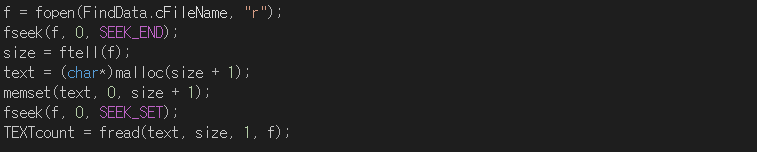 f = fopen(FindData.cFileName, "r");
fseek(f, 0, SEEK_END);
size = ftell(f);
text = (char*)malloc(size + 1);
memset(text, 0, size + 1);
fseek(f, 0, SEEK_SET);
TEXTcount = fread(text, size, 1, f);